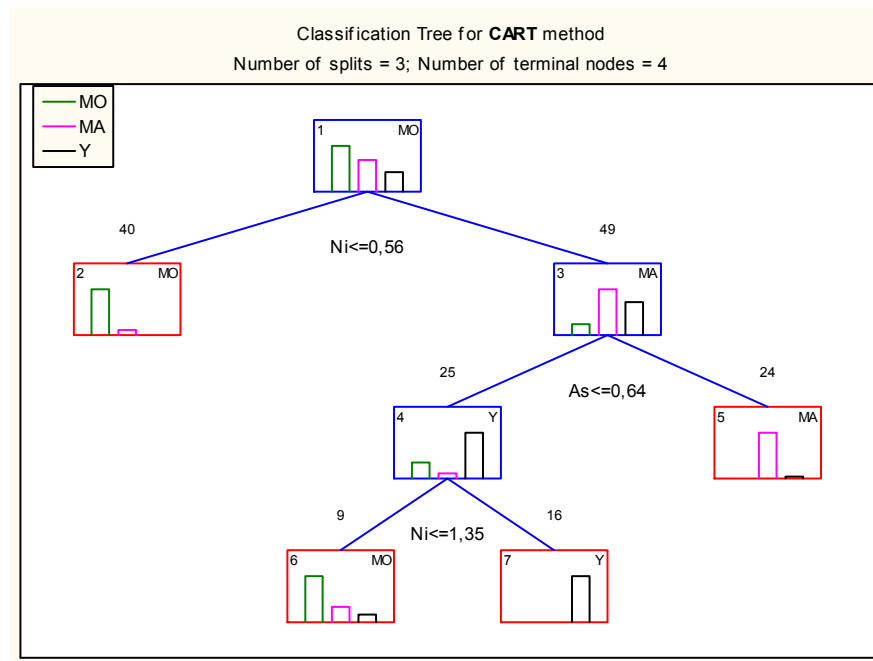 Classification Tree for CART method
Number of splits = 3; Number of terminal nodes = 4
MO
MA
Y
1 MO
40
Ni<=0,56
49
2 MO
3 MA
25
As<=0,64
24
4 Y
5 MA
9
Ni<=1,35
16
6 MO
7 Y